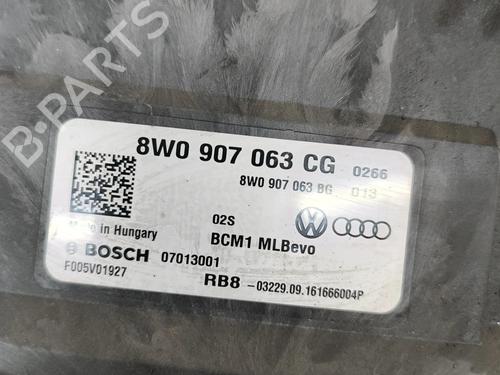 B-PARTS
8W0 907 063 CG 0266
8W0 907 063 BG 013
02S
Made in Hungary
BCM1 MLBevo
BOSCH 07013001
F005V01927
RB8 -03229.09.161666004P